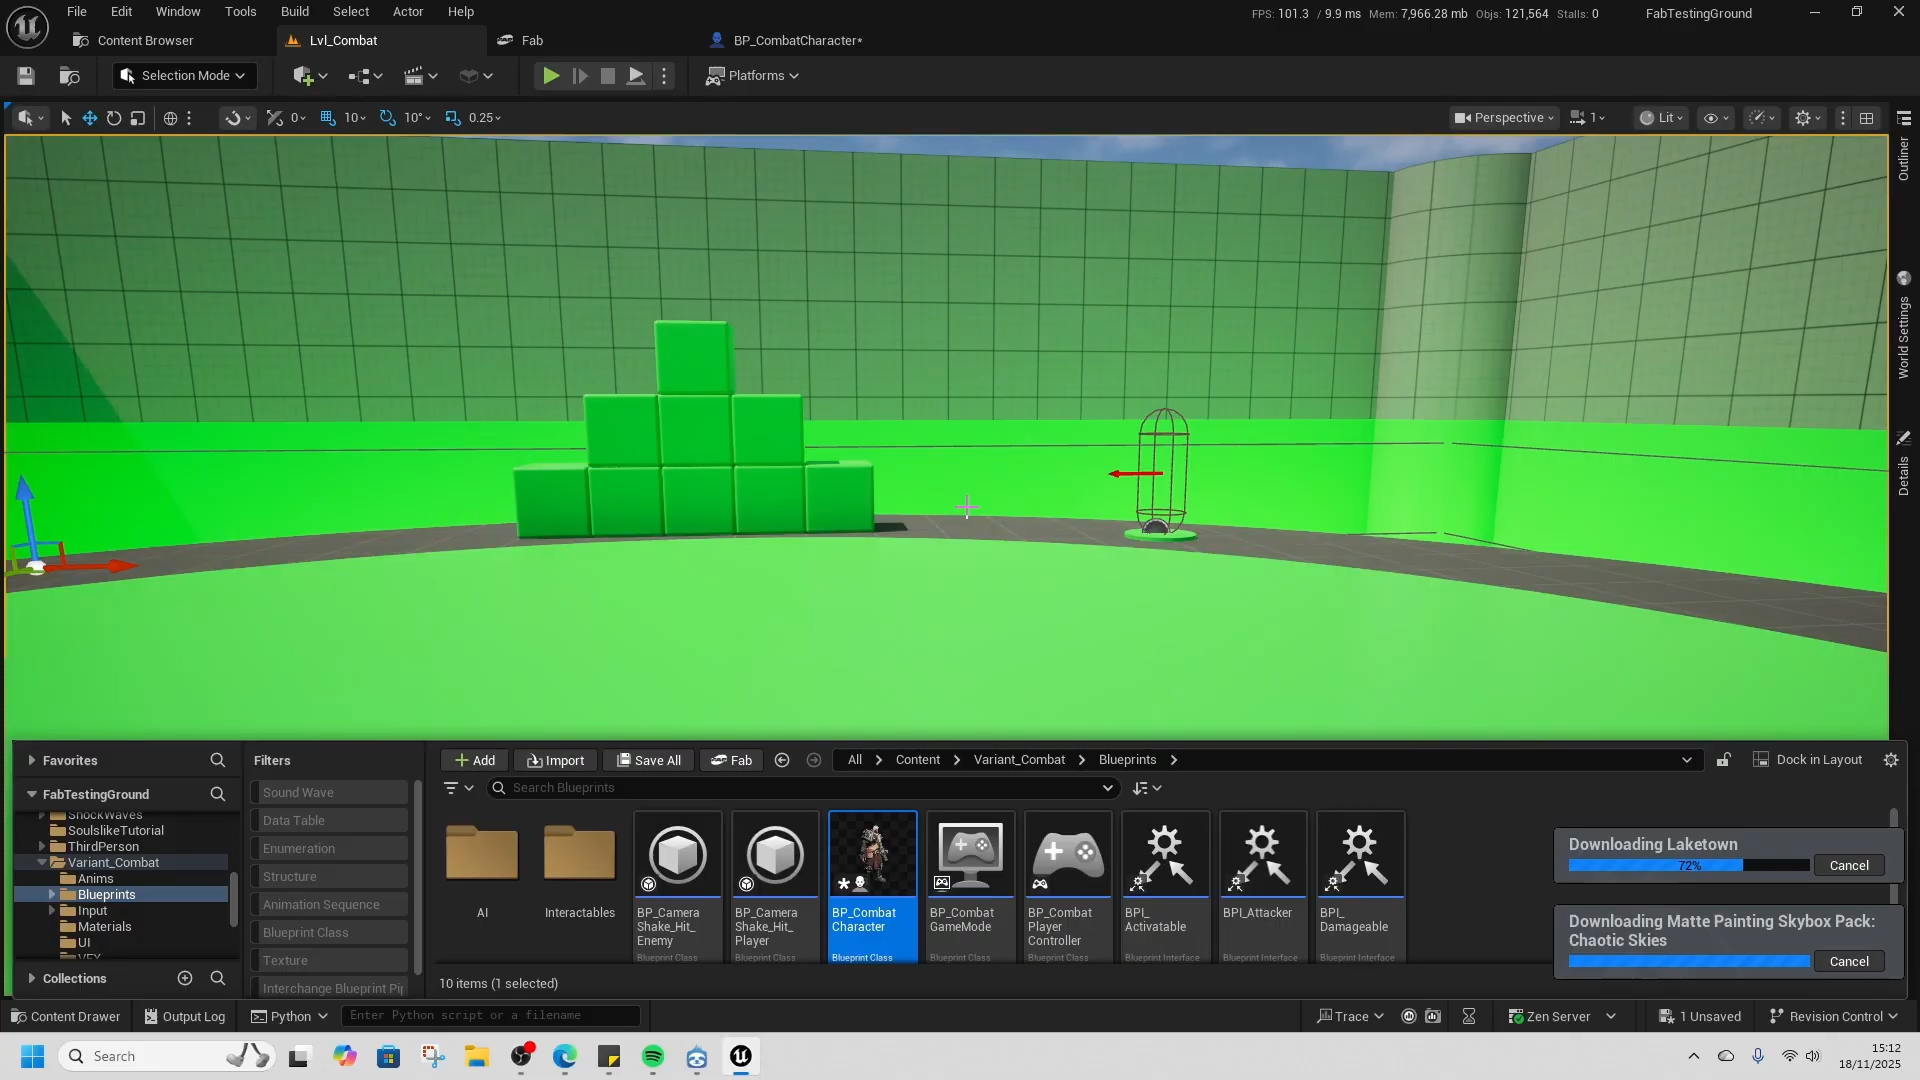 File Edit Window Tools Build Select Actor Help
FPS: 101.3 / 9.9 ms Mem: 7,966.28 mb Objs: 121,564 Stalls: 0
FabTestingGround
Content Browser
Lvl_Combat
Fab
BP_CombatCharacter*
Selection Mode
Platforms
0
10
10°
0.25
Perspective
1
Lit
Outliner
World Settings
Details
Favorites
FabTestingGround
ShockWaves
SoulslikeTutorial
ThirdPerson
Variant_Combat
Anims
Blueprints
Input
Materials
UI
VFX
Collections
Filters
Sound Wave
Data Table
Enumeration
Structure
Animation Sequence
Blueprint Class
Texture
Interchange Blueprint Pip
Add
Import
Save All
Fab
All
Content
Variant_Combat
Blueprints
Dock in Layout
Search Blueprints
AI
Interactables
BP_Camera
Shake_Hit_
Enemy
Blueprint Class
BP_Camera
Shake_Hit_
Player
Blueprint Class
BP_Combat
Character
Blueprint Class
BP_Combat
GameMode
Blueprint Class
BP_Combat
Player
Controller
Blueprint Class
BPI_
Activatable
Blueprint Interface
BPI_Attacker
Blueprint Interface
BPI_
Damageable
Blueprint Interface
10 items (1 selected)
Downloading Laketown
72%
Cancel
Downloading Matte Painting Skybox Pack:
Chaotic Skies
Cancel
Content Drawer
Output Log
Python
Enter Python script or a filename
Trace
Zen Server
1 Unsaved
Revision Control
Search
15:12
18/11/2025